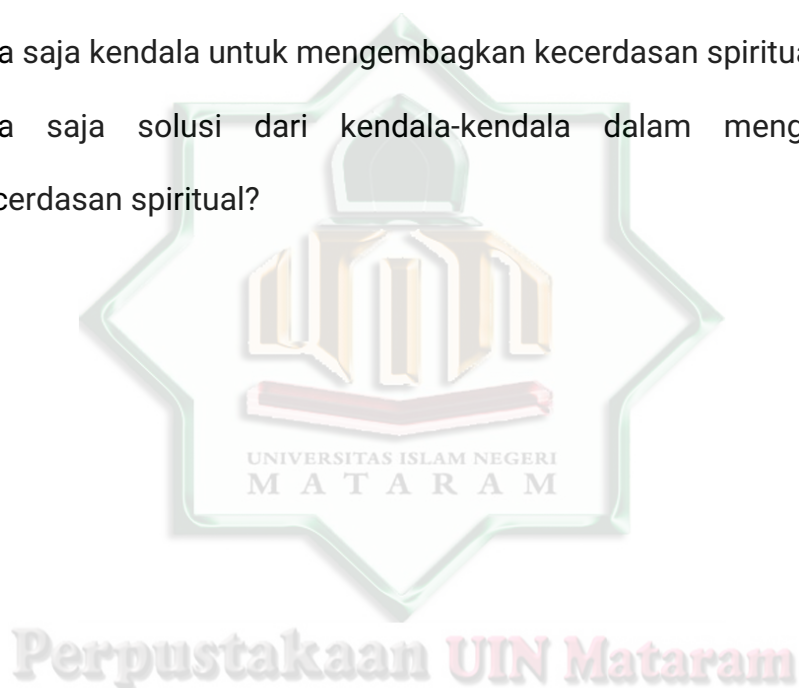 a saja kendala untuk mengembagkan kecerdasan spiritua
a saja solusi dari kendala-kendala dalam meng
cerdasan spiritual?
UNIVERSITAS ISLAM NEGERI
MATARAM
Perpustakaan UIN Mataram